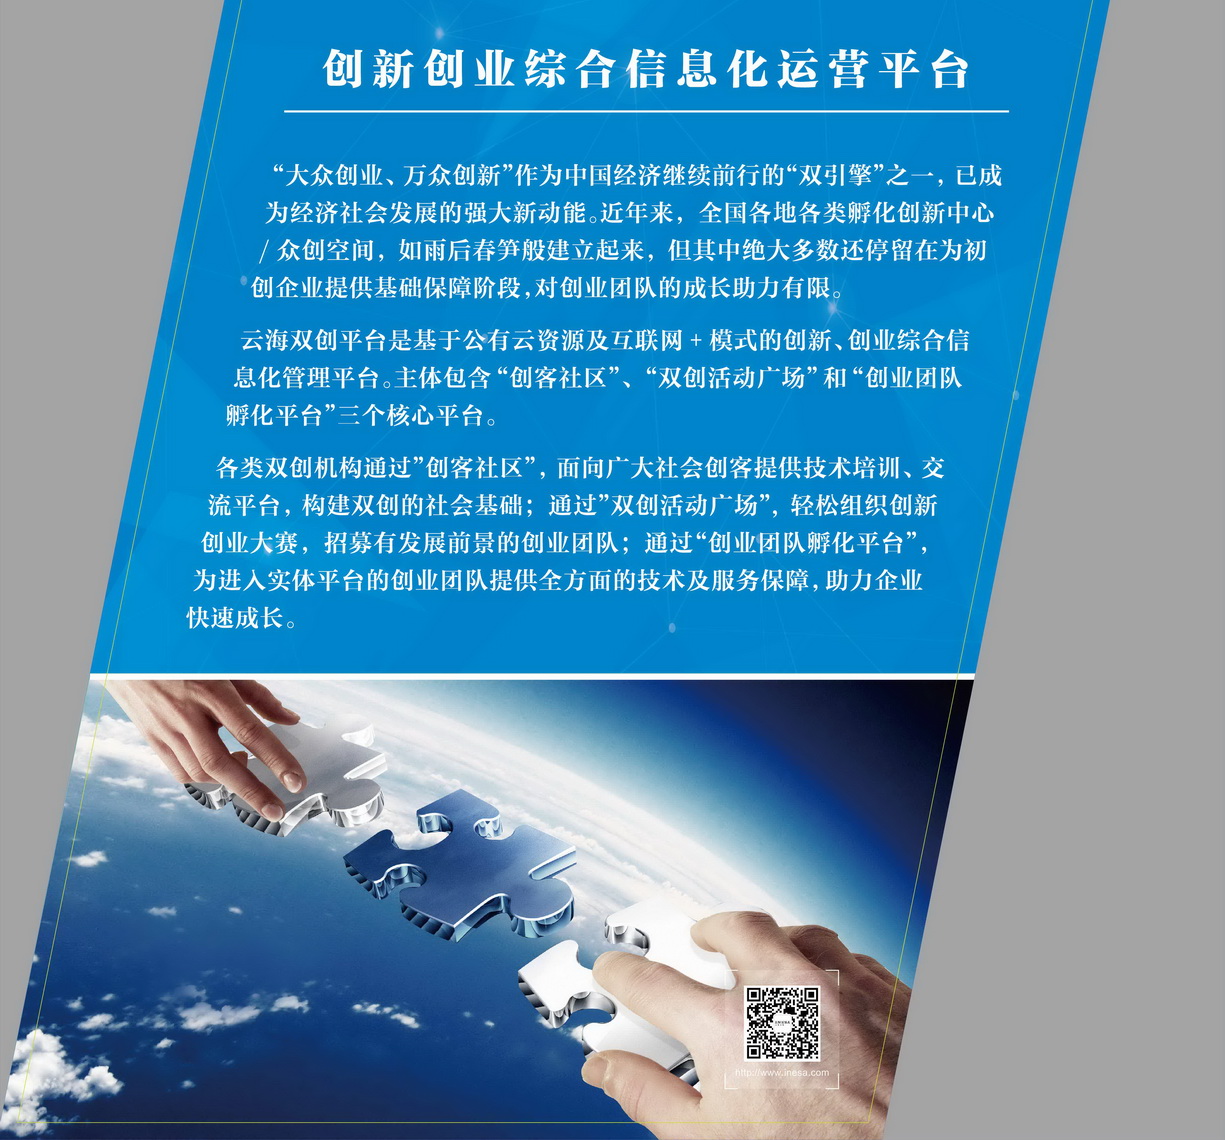 创新创业综合信息化运营平台
“大众创业、万众创新”作为中国经济继续前行的“双引擎”之一，已成
为经济社会发展的强大新动能。近年来，全国各地各类孵化创新中心
/ 众创空间，如雨后春笋般建立起来，但其中绝大多数还停留在为初
创企业提供基础保障阶段，对创业团队的成长助力有限。
云海双创平台是基于公有云资源及互联网 + 模式的创新、创业综合信
息化管理平台。主体包含 “创客社区”、“双创活动广场” 和 “创业团队
孵化平台”三个核心平台。
各类双创机构通过”创客社区”，面向广大社会创客提供技术培训、交
流平台，构建双创的社会基础；通过”双创活动广场”，轻松组织创新
创业大赛，招募有发展前景的创业团队；通过“创业团队孵化平台”，
为进入实体平台的创业团队提供全方面的技术及服务保障，助力企业
快速成长。
http://www.inesa.com